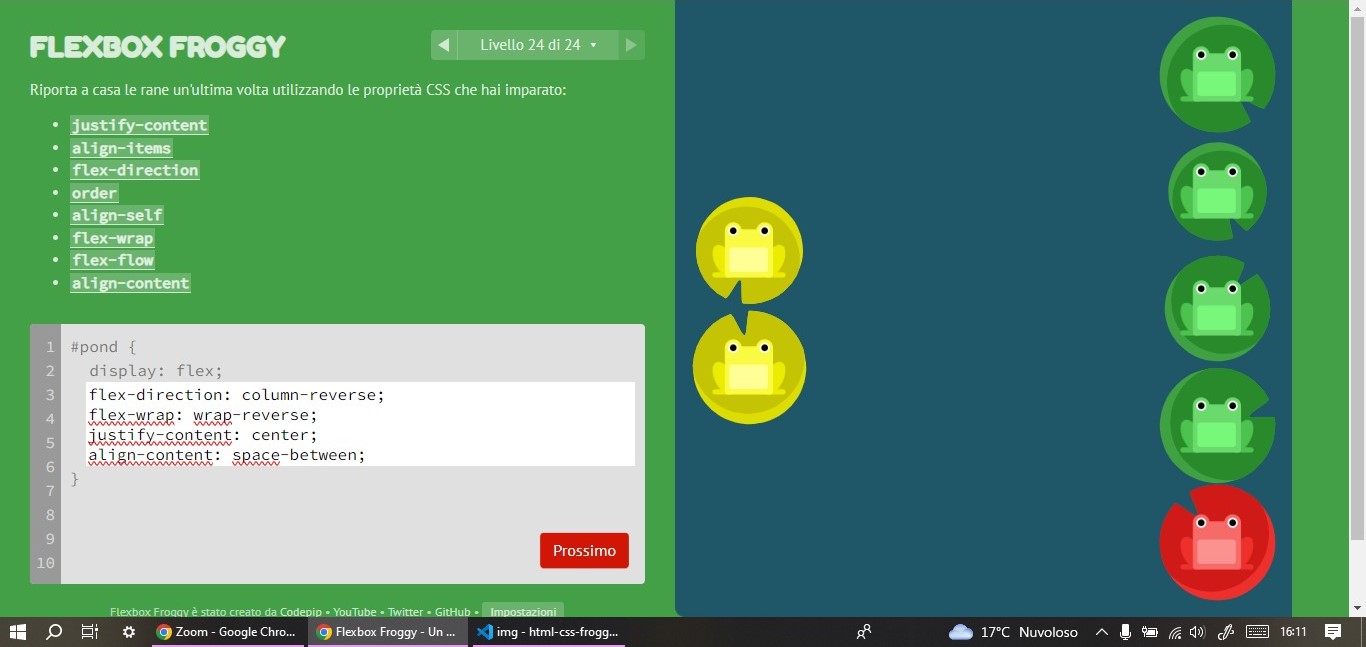 FLEXBOX FROGGY
◀ Livello 24 di 24 ▾ ▶
Riporta a casa le rane un'ultima volta utilizzando le proprietà CSS che hai imparato:
• justify-content
• align-items
• flex-direction
• order
• align-self
• flex-wrap
• flex-flow
• align-content
1 #pond {
2 display: flex;
3 flex-direction: column-reverse;
4 flex-wrap: wrap-reverse;
5 justify-content: center;
6 align-content: space-between;
7 }
8
9
10
Prossimo
Flexbox Froggy è stato creato da Codepip • YouTube • Twitter • GitHub • Impostazioni
Zoom - Google Chro... Flexbox Froggy - Un ... img - html-css-frogg... 17°C Nuvoloso 16:11